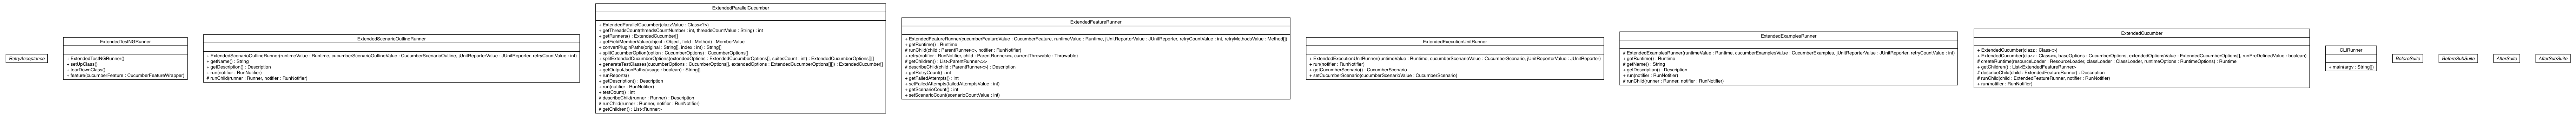 RetryAcceptance
ExtendedTestNGRunner
+ ExtendedTestNGRunner()
+ setUpClass()
+ tearDownClass()
+ feature(cucumberFeature : CucumberFeatureWrapper)
ExtendedScenarioOutlineRunner
+ ExtendedScenarioOutlineRunner(runtimeValue : Runtime, cucumberScenarioOutlineValue : CucumberScenarioOutline, jUnitReporterValue : JUnitReporter, retryCountValue : int)
+ getName() : String
+ getDescription() : Description
+ run(notifier : RunNotifier)
# runChild(runner : Runner, notifier : RunNotifier)
ExtendedParallelCucumber
+ ExtendedParallelCucumber(clazzValue : Class<?>)
+ getThreadsCount(threadsCountNumber : int, threadsCountValue : String) : int
+ getRunners() : ExtendedCucumber[]
+ getFieldMemberValue(object : Object, field : Method) : MemberValue
+ convertPluginPaths(original : String[], index : int) : String[]
+ splitCucumberOption(option : CucumberOptions) : CucumberOptions[]
+ splitExtendedCucumberOptions(extendedOptions : ExtendedCucumberOptions[], suitesCount : int) : ExtendedCucumberOptions[][]
+ generateTestClasses(cucumberOptions : CucumberOptions[], extendedOptions : ExtendedCucumberOptions[][]) : ExtendedCucumber[]
+ getOutputJsonPaths(usage : boolean) : String[]
+ runReports()
+ getDescription() : Description
+ run(notifier : RunNotifier)
+ testCount() : int
# describeChild(runner : Runner) : Description
# runChild(runner : Runner, notifier : RunNotifier)
# getChildren() : List<Runner>
ExtendedFeatureRunner
+ ExtendedFeatureRunner(cucumberFeatureValue : CucumberFeature, runtimeValue : Runtime, jUnitReporterValue : JUnitReporter, retryCountValue : int, retryMethodsValue : Method[])
+ getRuntime() : Runtime
# runChild(child : ParentRunner<>, notifier : RunNotifier)
+ retry(notifier : RunNotifier, child : ParentRunner<>, currentThrowable : Throwable)
# getChildren() : List<ParentRunner<>>
# describeChild(child : ParentRunner<>) : Description
+ getRetryCount() : int
+ getFailedAttempts() : int
+ setFailedAttempts(failedAttemptsValue : int)
+ getScenarioCount() : int
+ setScenarioCount(scenarioCountValue : int)
ExtendedExecutionUnitRunner
+ ExtendedExecutionUnitRunner(runtimeValue : Runtime, cucumberScenarioValue : CucumberScenario, jUnitReporterValue : JUnitReporter)
+ run(notifier : RunNotifier)
+ getCucumberScenario() : CucumberScenario
+ setCucumberScenario(cucumberScenarioValue : CucumberScenario)
ExtendedExamplesRunner
# ExtendedExamplesRunner(runtimeValue : Runtime, cucumberExamplesValue : CucumberExamples, jUnitReporterValue : JUnitReporter, retryCountValue : int)
+ getRuntime() : Runtime
# getName() : String
+ getDescription() : Description
+ run(notifier : RunNotifier)
# runChild(runner : Runner, notifier : RunNotifier)
ExtendedCucumber
+ ExtendedCucumber(clazz : Class<>)
+ ExtendedCucumber(clazz : Class<>, baseOptions : CucumberOptions, extendedOptionsValue : ExtendedCucumberOptions[], runPreDefinedValue : boolean)
# createRuntime(resourceLoader : ResourceLoader, classLoader : ClassLoader, runtimeOptions : RuntimeOptions) : Runtime
+ getChildren() : List<ExtendedFeatureRunner>
# describeChild(child : ExtendedFeatureRunner) : Description
# runChild(child : ExtendedFeatureRunner, notifier : RunNotifier)
+ run(notifier : RunNotifier)
CLIRunner
+ main(argv : String[])
BeforeSuite
BeforeSubSuite
AfterSuite
AfterSubSuite